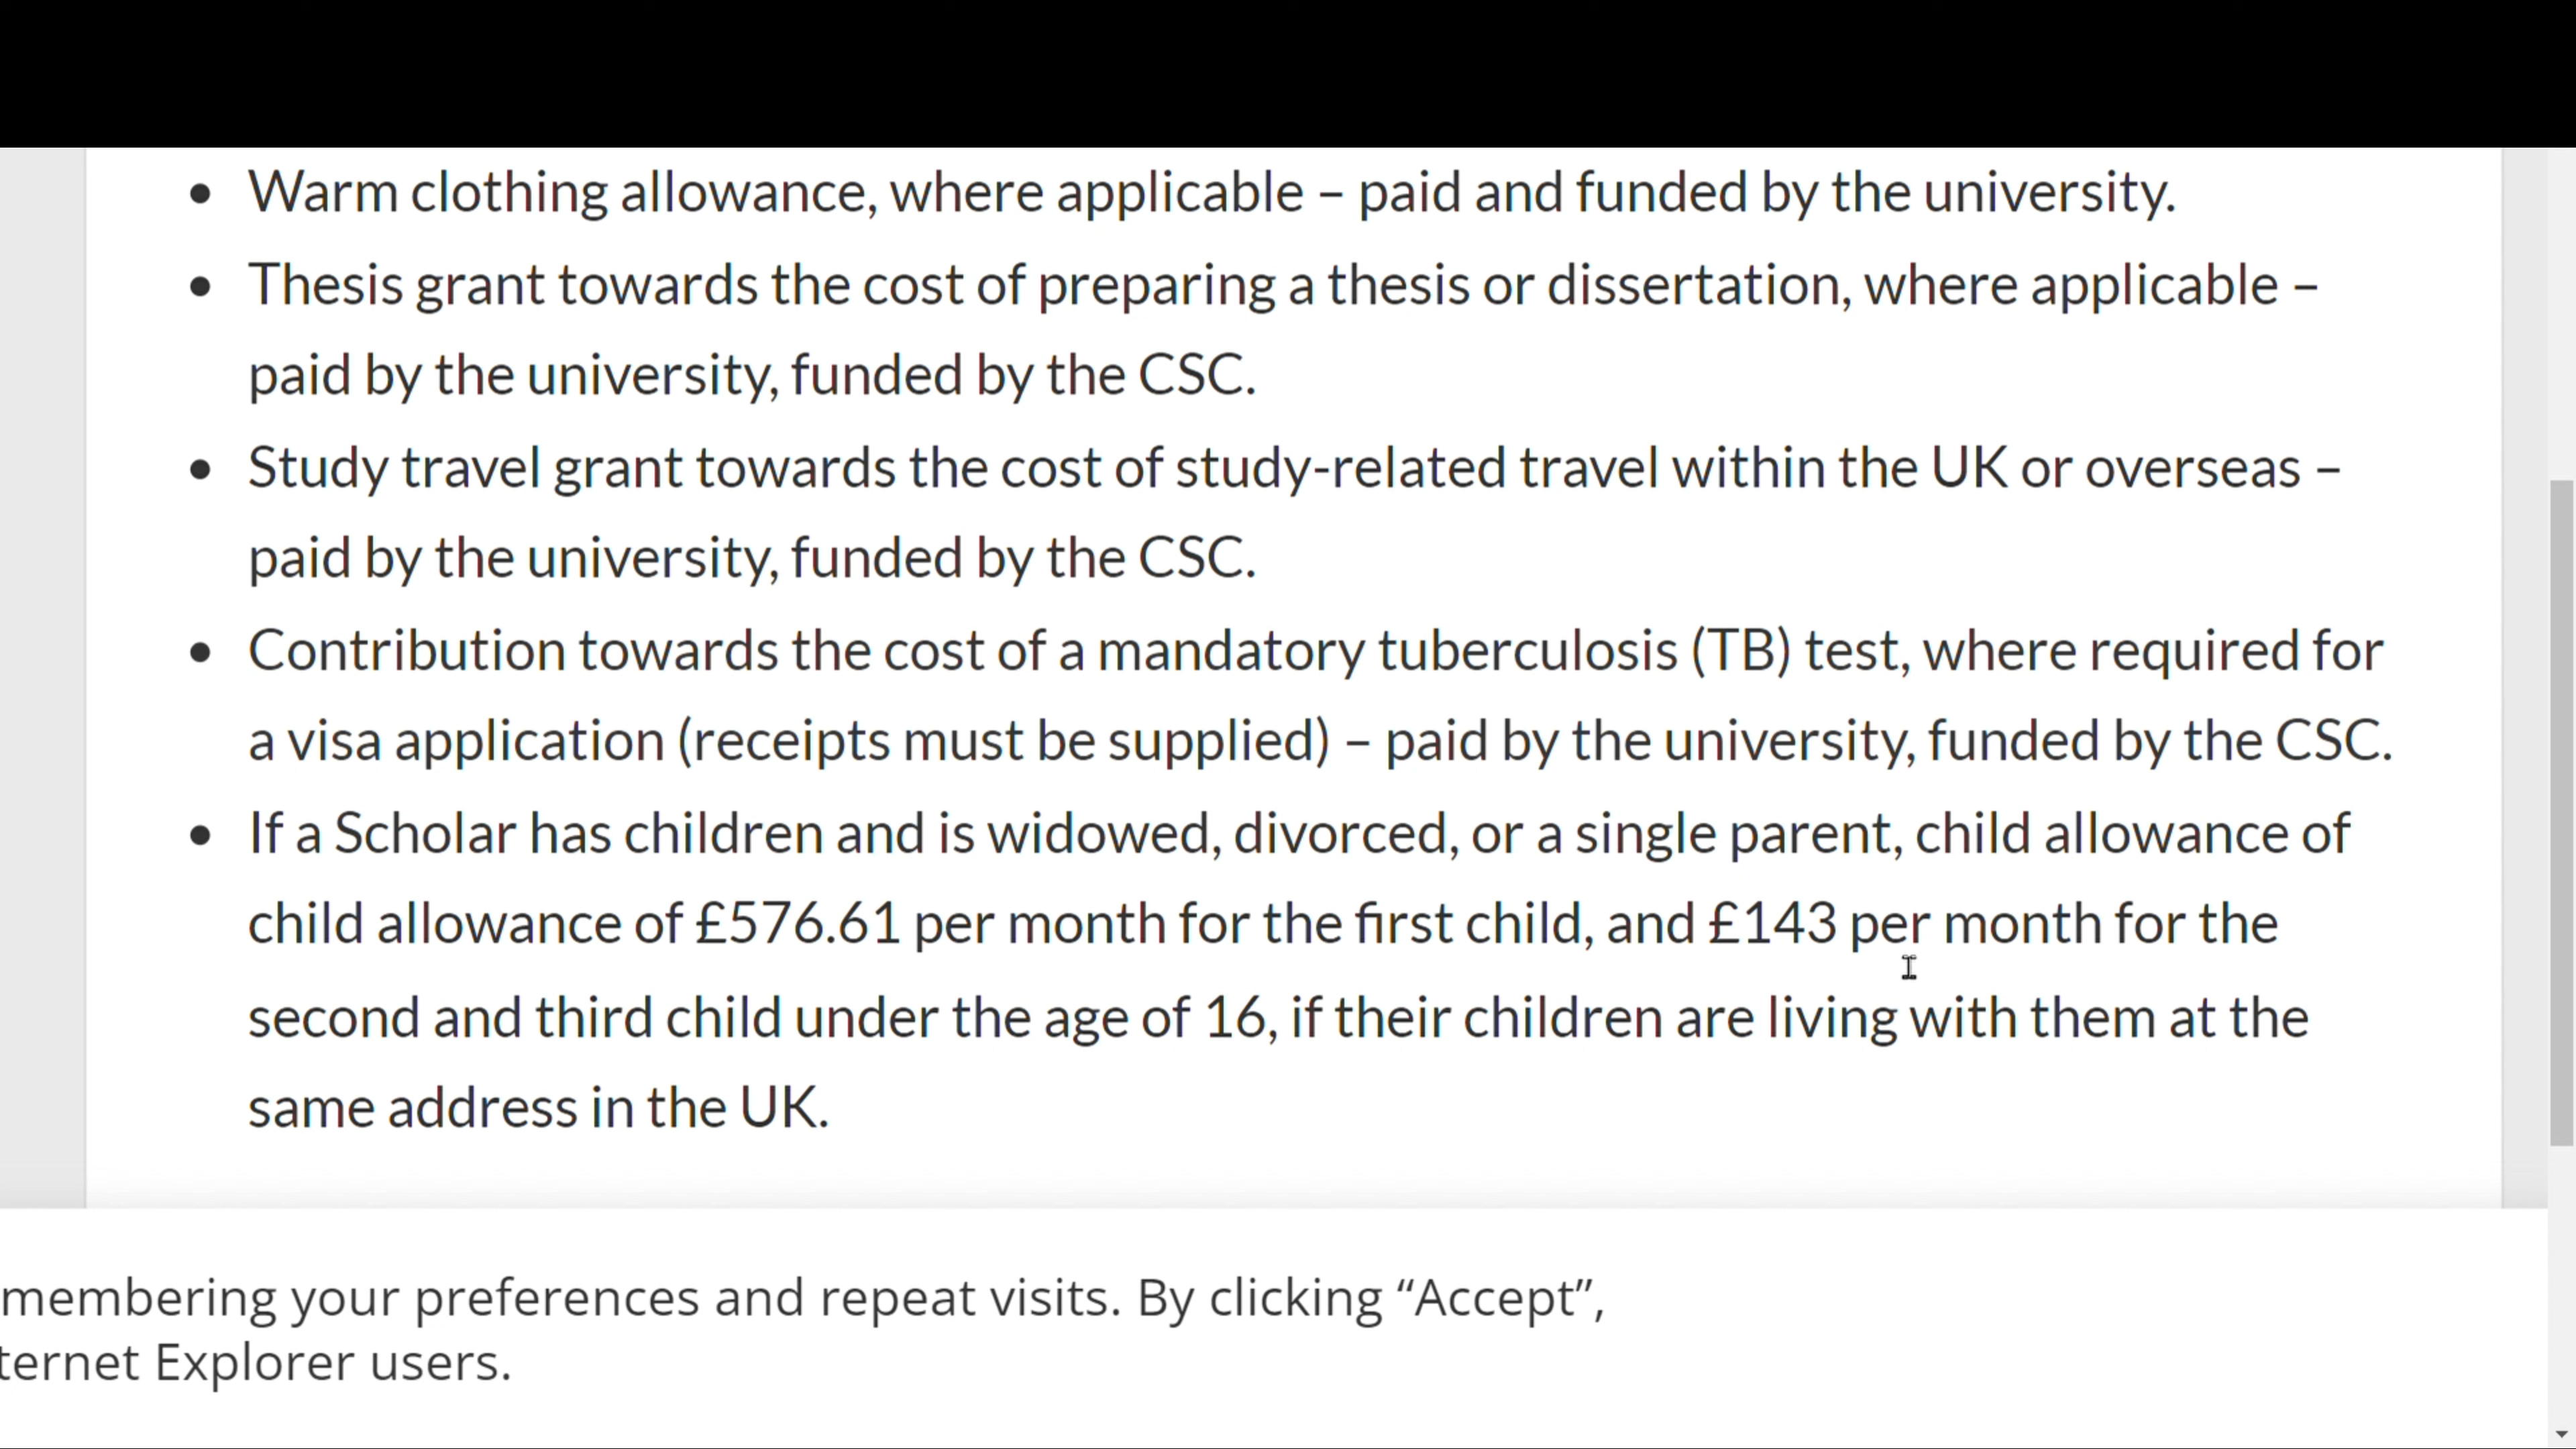 Warm clothing allowance, where applicable – paid and funded by the university.
Thesis grant towards the cost of preparing a thesis or dissertation, where applicable –
paid by the university, funded by the CSC.
Study travel grant towards the cost of study-related travel within the UK or overseas –
paid by the university, funded by the CSC.
Contribution towards the cost of a mandatory tuberculosis (TB) test, where required for
a visa application (receipts must be supplied) – paid by the university, funded by the CSC.
If a Scholar has children and is widowed, divorced, or a single parent, child allowance of
child allowance of £576.61 per month for the first child, and £143 per month for the
second and third child under the age of 16, if their children are living with them at the
same address in the UK.
membering your preferences and repeat visits. By clicking “Accept”,
ternet Explorer users.